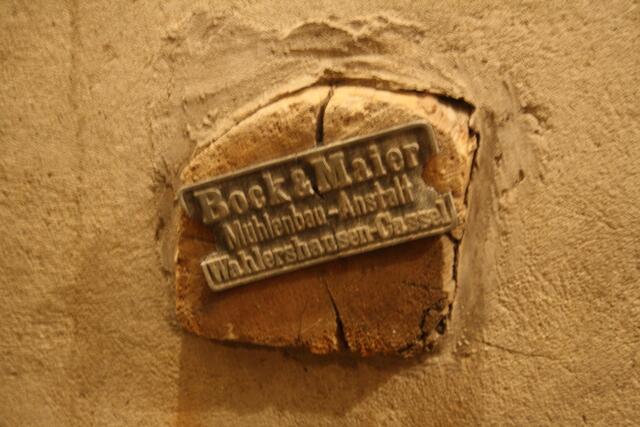 Bock & Maier
Mühlenbau-Anstalt
Wahlershausen-Cassel